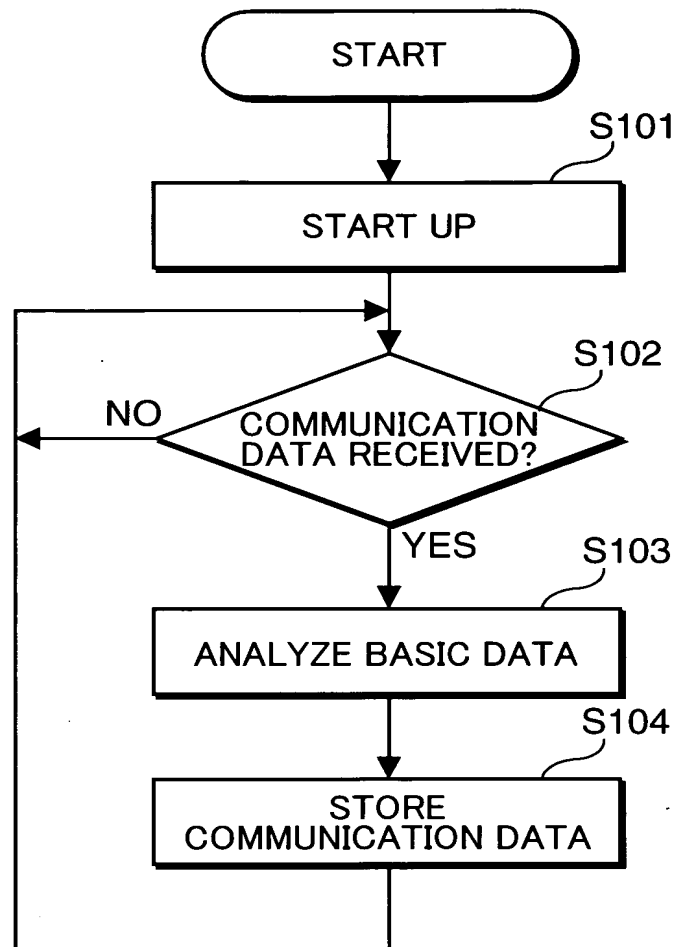 START
S101
START UP
S102
NO
COMMUNICATION
DATA RECEIVED?
YES
S103
ANALYZE BASIC DATA
S104
STORE
COMMUNICATION DATA